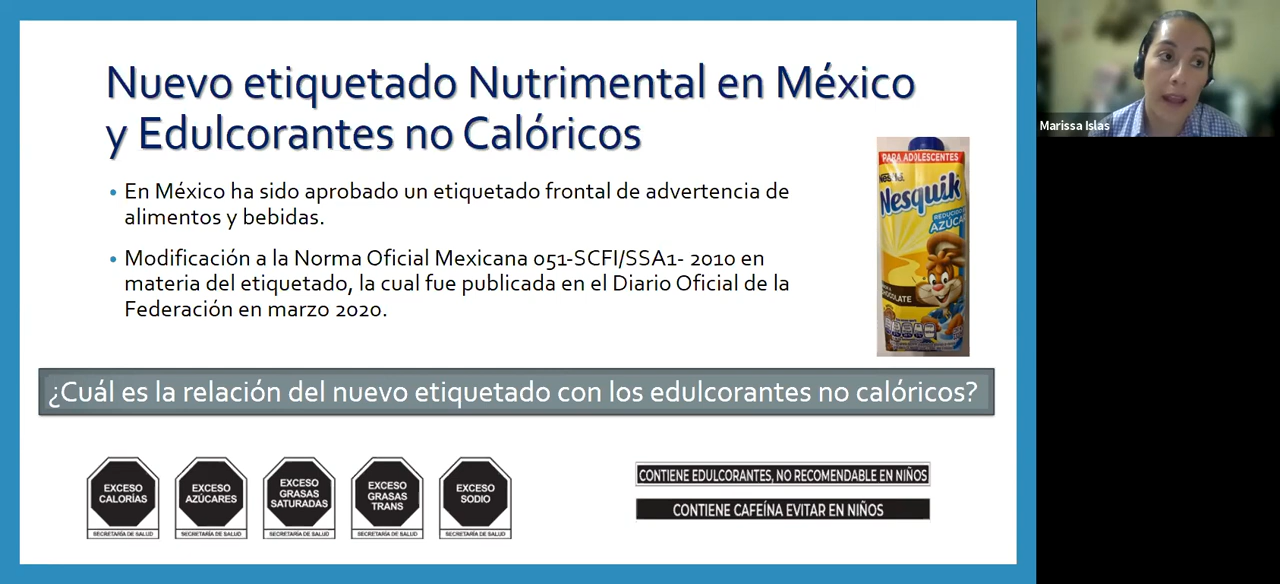 Nuevo etiquetado Nutrimental en México
y Edulcorantes no Calóricos
• En México ha sido aprobado un etiquetado frontal de advertencia de
alimentos y bebidas.
• Modificación a la Norma Oficial Mexicana 051-SCFI/SSA1- 2010 en
materia del etiquetado, la cual fue publicada en el Diario Oficial de la
Federación en marzo 2020.
PARA ADOLESCENTES
Nestlé
Nesquik
REDUCIDO
AZÚCA
CHOCOLATE
¿Cuál es la relación del nuevo etiquetado con los edulcorantes no calóricos?
EXCESO
CALORÍAS
SECRETARÍA DE SALUD
EXCESO
AZÚCARES
SECRETARÍA DE SALUD
EXCESO
GRASAS
SATURADAS
SECRETARÍA DE SALUD
EXCESO
GRASAS
TRANS
SECRETARÍA DE SALUD
EXCESO
SODIO
SECRETARÍA DE SALUD
CONTIENE EDULCORANTES, NO RECOMENDABLE EN NIÑOS
CONTIENE CAFEÍNA EVITAR EN NIÑOS
Marissa Islas